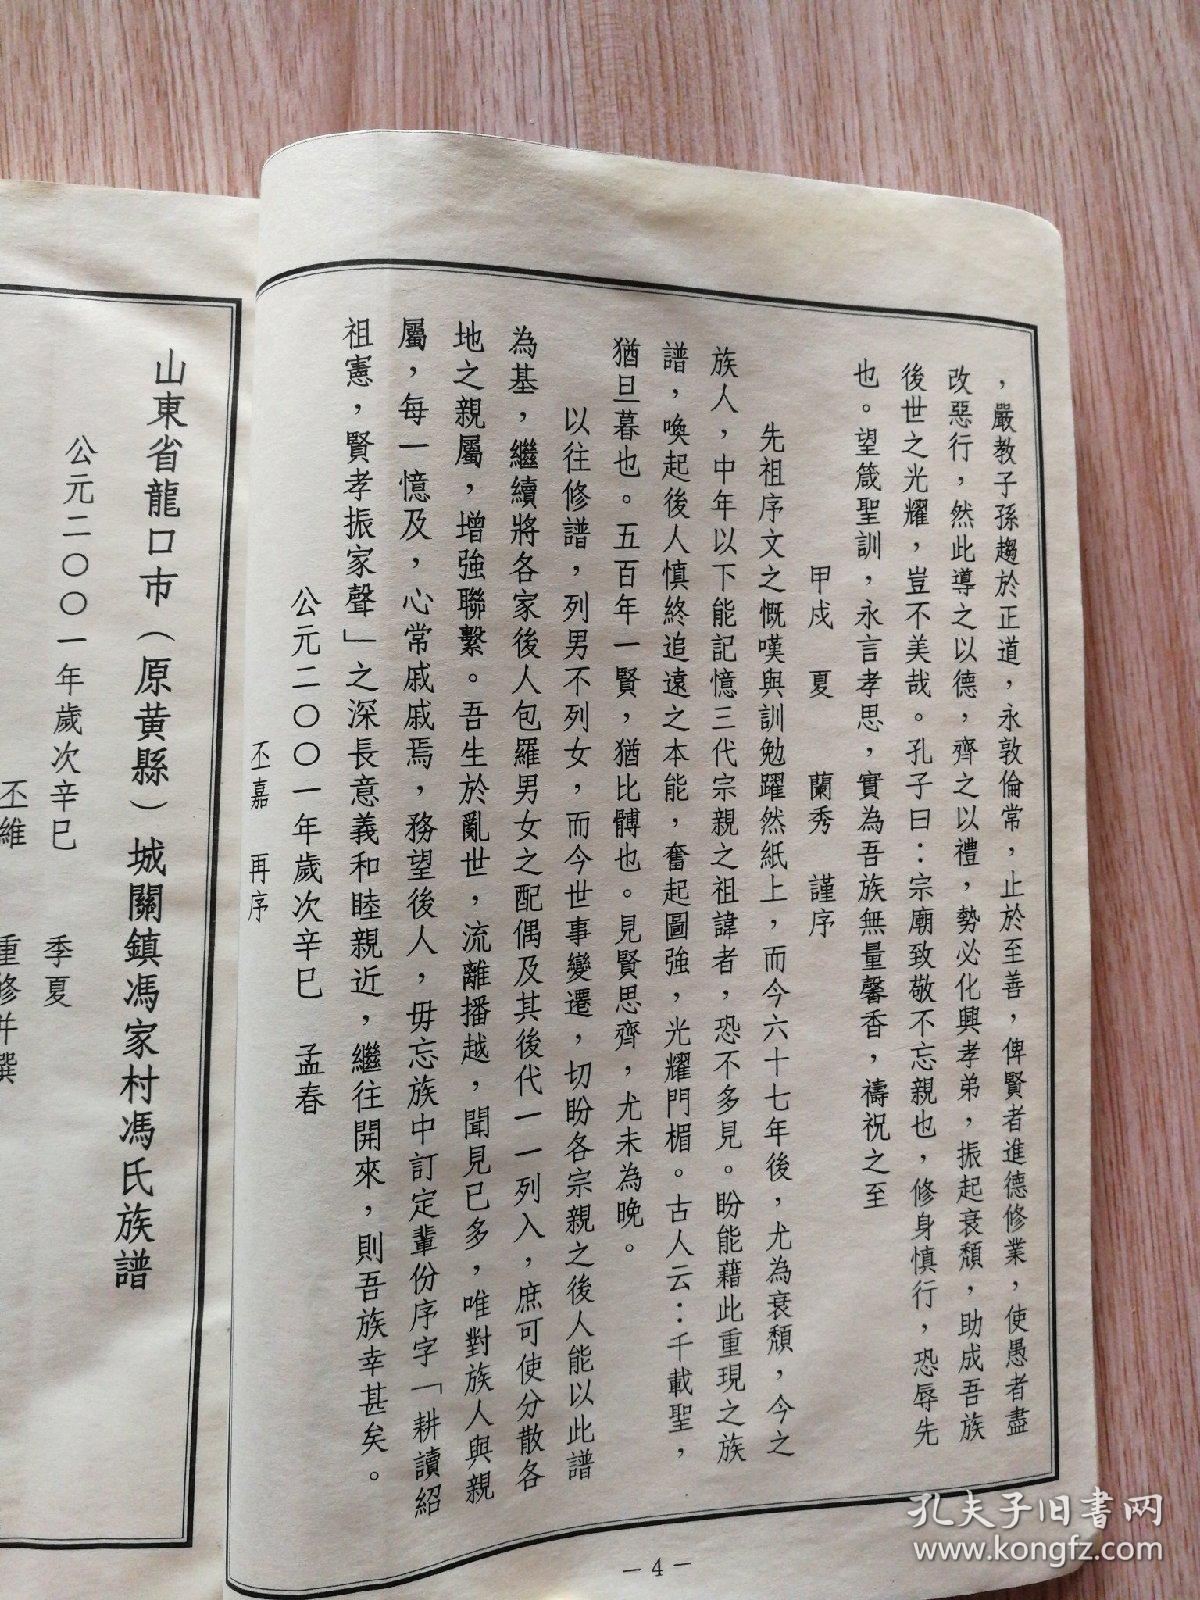 ，嚴教子孫趨於正道，永敦倫常，止於至善，俾賢者進德修業，使愚者盡
改惡行，然此導之以德，齊之以禮，勢必化興孝弟，振起衰頹，助成吾族
後世之光耀，豈不美哉。孔子曰：宗廟致敬不忘親也，修身慎行，恐辱先
也。望箴聖訓，永言孝思，實為吾族無量馨香，禱祝之至
甲戍 夏 蘭秀 謹序
先祖序文之慨嘆與訓勉躍然紙上，而今六十七年後，尤為衰頹，今之
族人，中年以下能記憶三代宗親之祖諱者，恐不多見。盼能藉此重現之族
譜，喚起後人慎終追遠之本能，奮起圖強，光耀門楣。古人云：千載聖，
猶旦暮也。五百年一賢，猶比髆也。見賢思齊，尤未為晚。
以往修譜，列男不列女，而今世事變遷，切盼各宗親之後人能以此譜
為基，繼續將各家後人包羅男女之配偶及其後代一一列入，庶可使分散各
地之親屬，增強聯繫。吾生於亂世，流離播越，聞見已多，唯對族人與親
屬，每一憶及，心常戚戚焉，務望後人，毋忘族中訂定輩份序字「耕讀紹
祖憲，賢孝振家聲」之深長意義和睦親近，繼往開來，則吾族幸甚矣。
公元二〇〇一年歲次辛巳 孟春
丕嘉 再序
－4－
山東省龍口市（原黃縣）城關鎮馮家村馮氏族譜
公元二〇〇一年歲次辛巳 季夏
丕維 重修并撰
孔夫子旧书网
www.kongfz.com